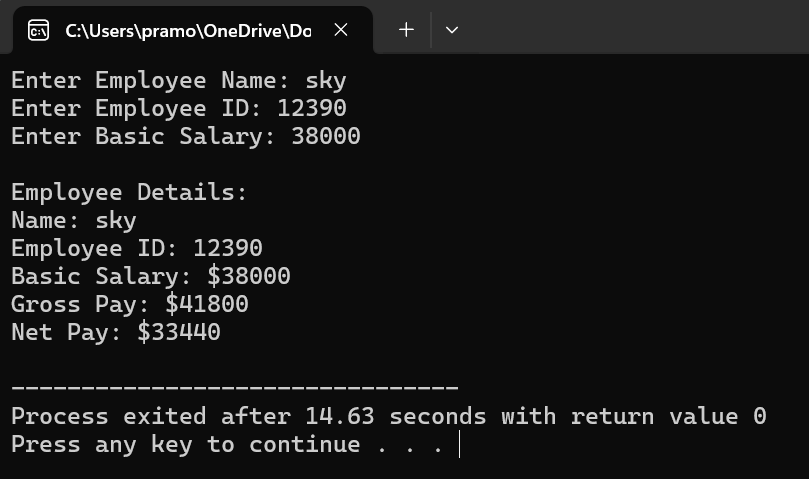 C:\Users\pramo\OneDrive\Do
Enter Employee Name: sky
Enter Employee ID: 12390
Enter Basic Salary: 38000
Employee Details:
Name: sky
Employee ID: 12390
Basic Salary: $38000
Gross Pay: $41800
Net Pay: $33440
--------------------------------
Process exited after 14.63 seconds with return value 0
Press any key to continue . . .